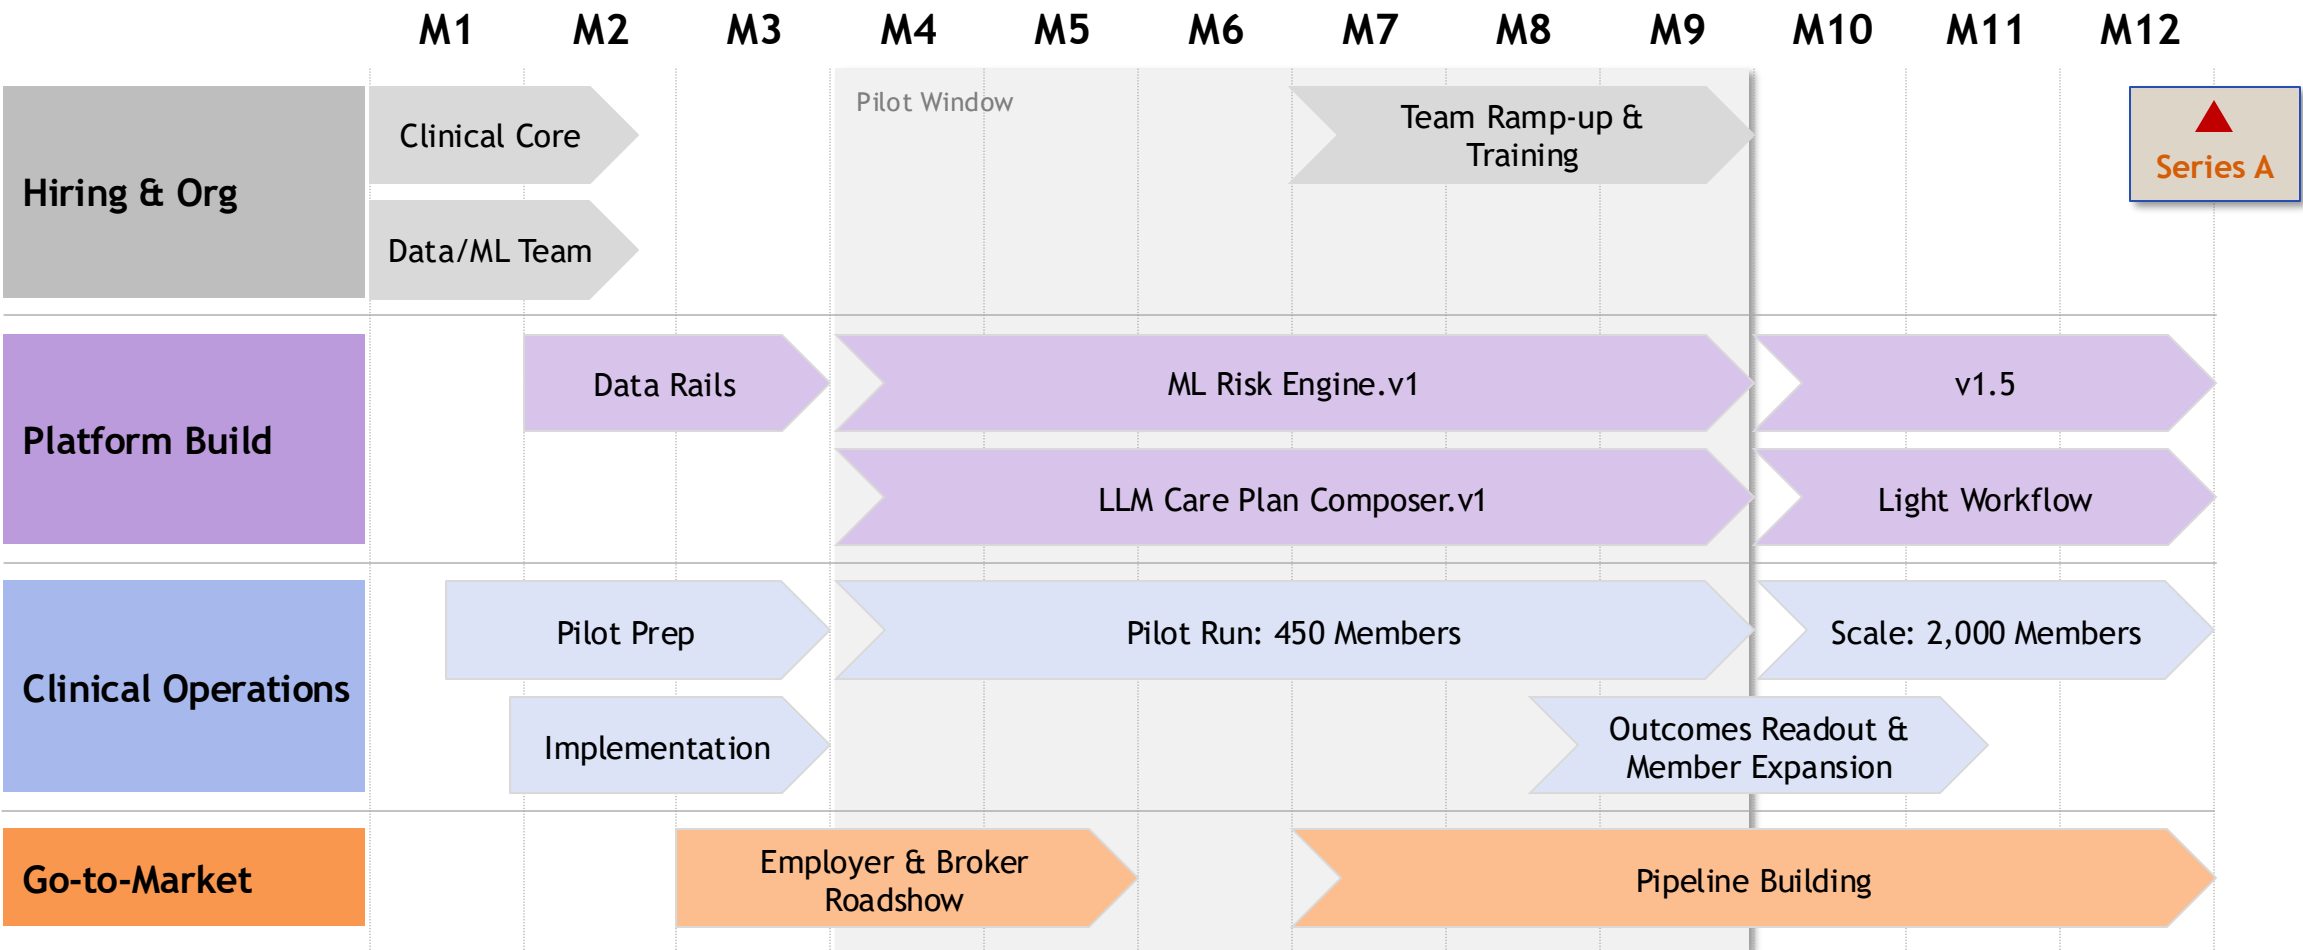 M1 M2 M3 M4 M5 M6 M7 M8 M9 M10 M11 M12
Hiring & Org
Clinical Core
Data/ML Team
Pilot Window
Team Ramp-up &
Training
Series A
Platform Build
Data Rails
ML Risk Engine.v1
v1.5
LLM Care Plan Composer.v1
Light Workflow
Clinical Operations
Pilot Prep
Pilot Run: 450 Members
Scale: 2,000 Members
Implementation
Outcomes Readout &
Member Expansion
Go-to-Market
Employer & Broker
Roadshow
Pipeline Building